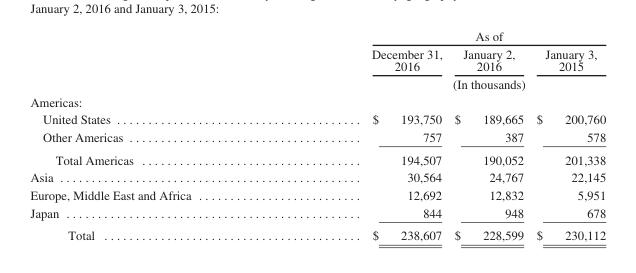 January 2, 2016 and January 3, 2015:
As of
December 31, 2016 January 2, 2016 January 3, 2015
(In thousands)
Americas:
United States ........................................ $ 193,750 $ 189,665 $ 200,760
Other Americas ...................................... 757 387 578
Total Americas ..................................... 194,507 190,052 201,338
Asia .................................................. 30,564 24,767 22,145
Europe, Middle East and Africa ........................... 12,692 12,832 5,951
Japan ................................................. 844 948 678
Total ........................................... $ 238,607 $ 228,599 $ 230,112